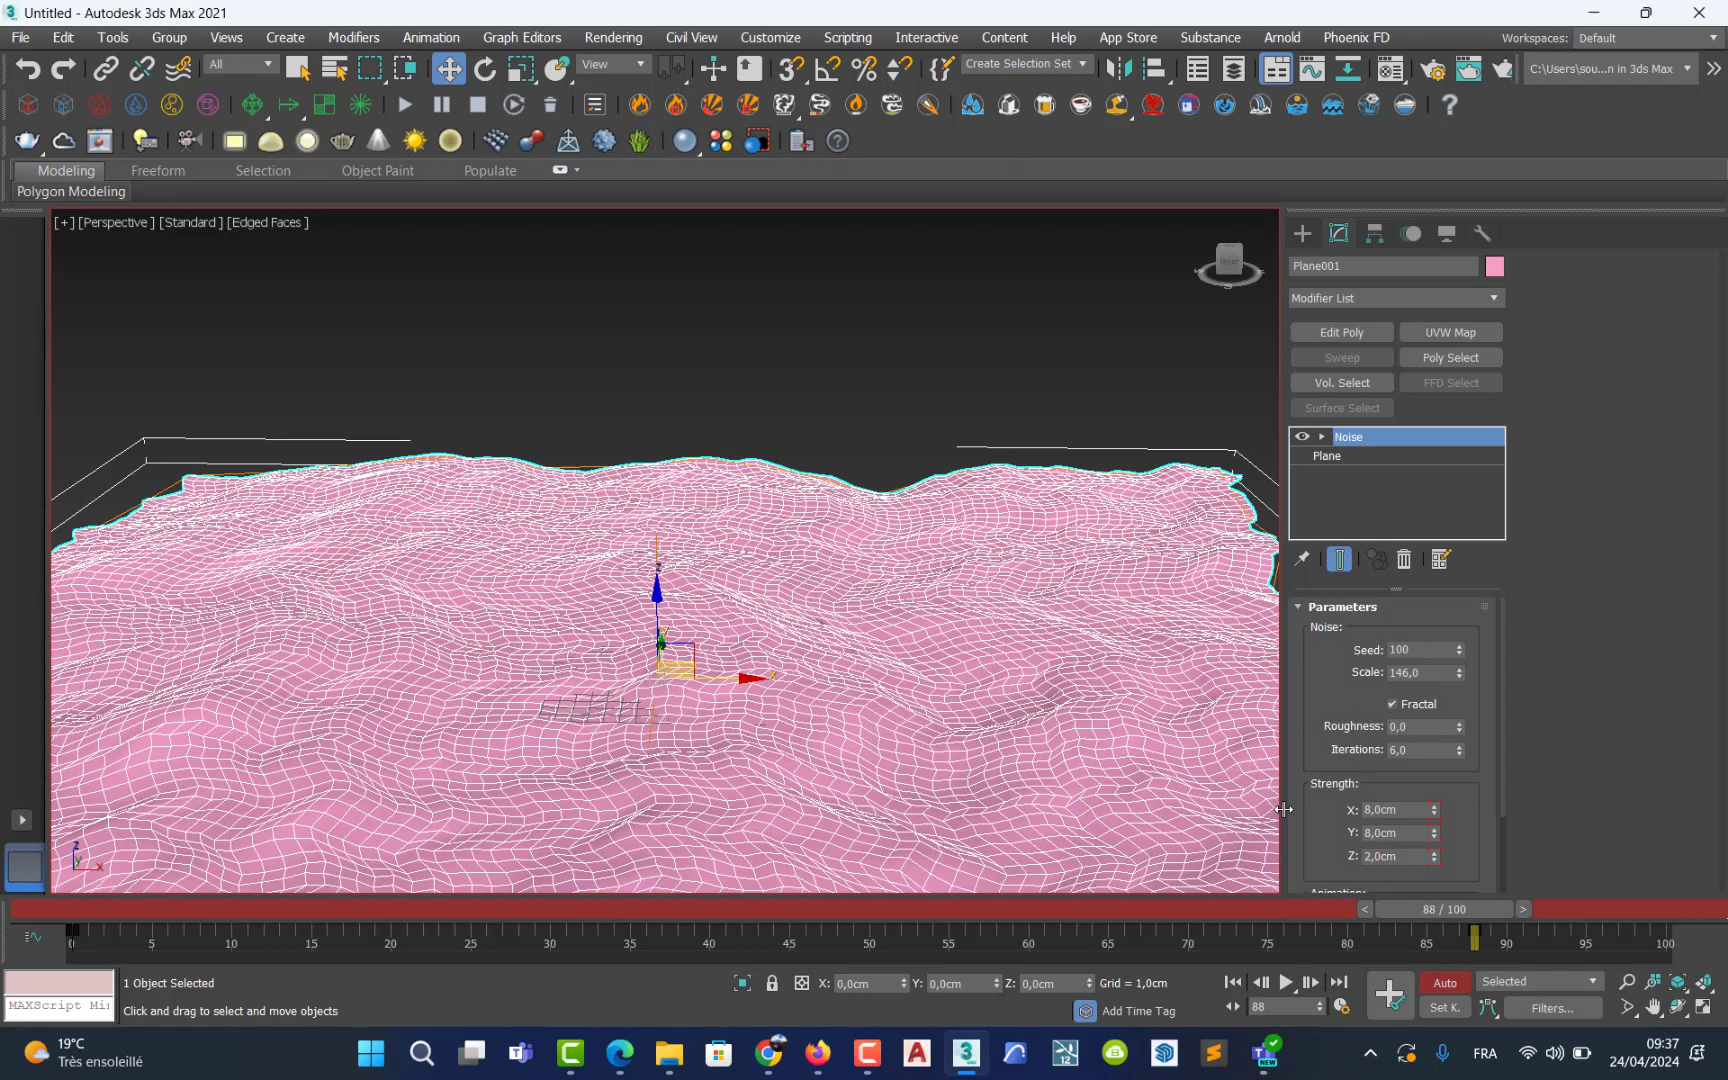 Untitled - Autodesk 3ds Max 2021
File Edit Tools Group Views Create Modifiers Animation Graph Editors Rendering Civil View Customize Scripting Interactive Content Help App Store Substance Arnold Phoenix FD Workspaces: Default
All View Create Selection Set C:\Users\sou...n in 3ds Max
Modeling Freeform Selection Object Paint Populate
Polygon Modeling
[+] [Perspective ] [Standard ] [Edged Faces ]
Plane001
Modifier List
Edit Poly UVW Map
Sweep Poly Select
Vol. Select FFD Select
Surface Select
Noise
Plane
Parameters
Noise:
Seed: 100
Scale: 146,0
Fractal
Roughness: 0,0
Iterations: 6,0
Strength:
X: 8,0cm
Y: 8,0cm
Z: 2,0cm
Animation:
z
x
y
z
y
x
< 88 / 100 >
0 5 10 15 20 25 30 35 40 45 50 55 60 65 70 75 80 85 90 95 100
1 Object Selected X: 0,0cm Y: 0,0cm Z: 0,0cm Grid = 1,0cm Auto Selected
MAXScript Mi Click and drag to select and move objects Add Time Tag 88 Set K. Filters...
19°C
Très ensoleillé
FRA
09:37
24/04/2024